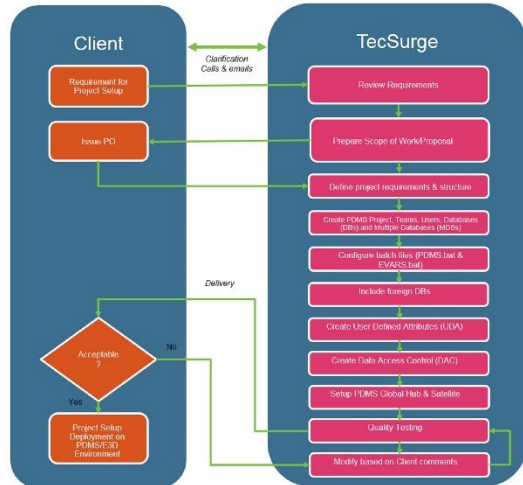 Client
TecSurge
Clarification
Calls & emails
Requirement for
Project Setup
Review Requirements
Issue PO
Prepare Scope of Work/Proposal
Define project requirements & structure
Create PDMS Project, Teams, Users, Databases
(DBs) and Multiple Databases (MDBs)
Configure batch files (PDMS.bat &
EVARS.bat)
Delivery
Include foreign DBs
Create User Defined Attributes (UDA)
Acceptable
?
No
Create Data Access Control (DAC)
Yes
Setup PDMS Global Hub & Satellite
Project Setup
Deployment on
PDMS/E3D
Environment
Quality Testing
Modify based on Client comments